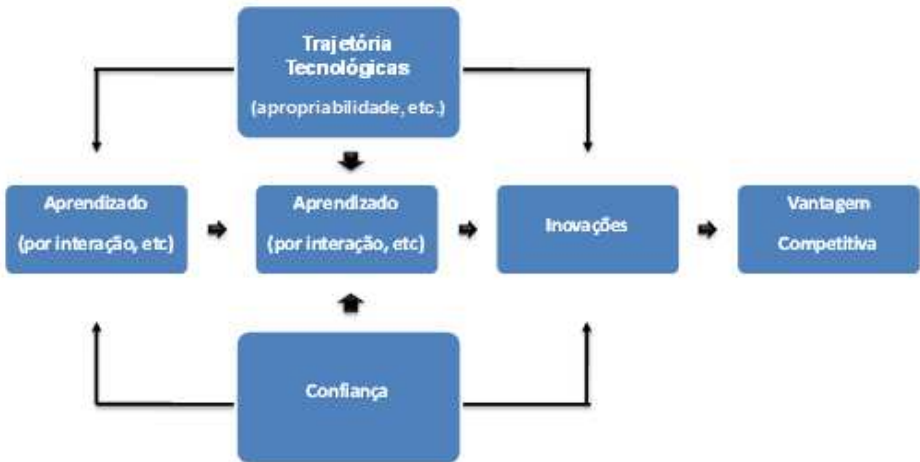 Trajetória
Tecnológicas
(apropriabilidade, etc.)
Aprendizado
(por interação, etc)
Aprendizado
(por interação, etc)
Inovações
Vantagem
Competitiva
Confiança